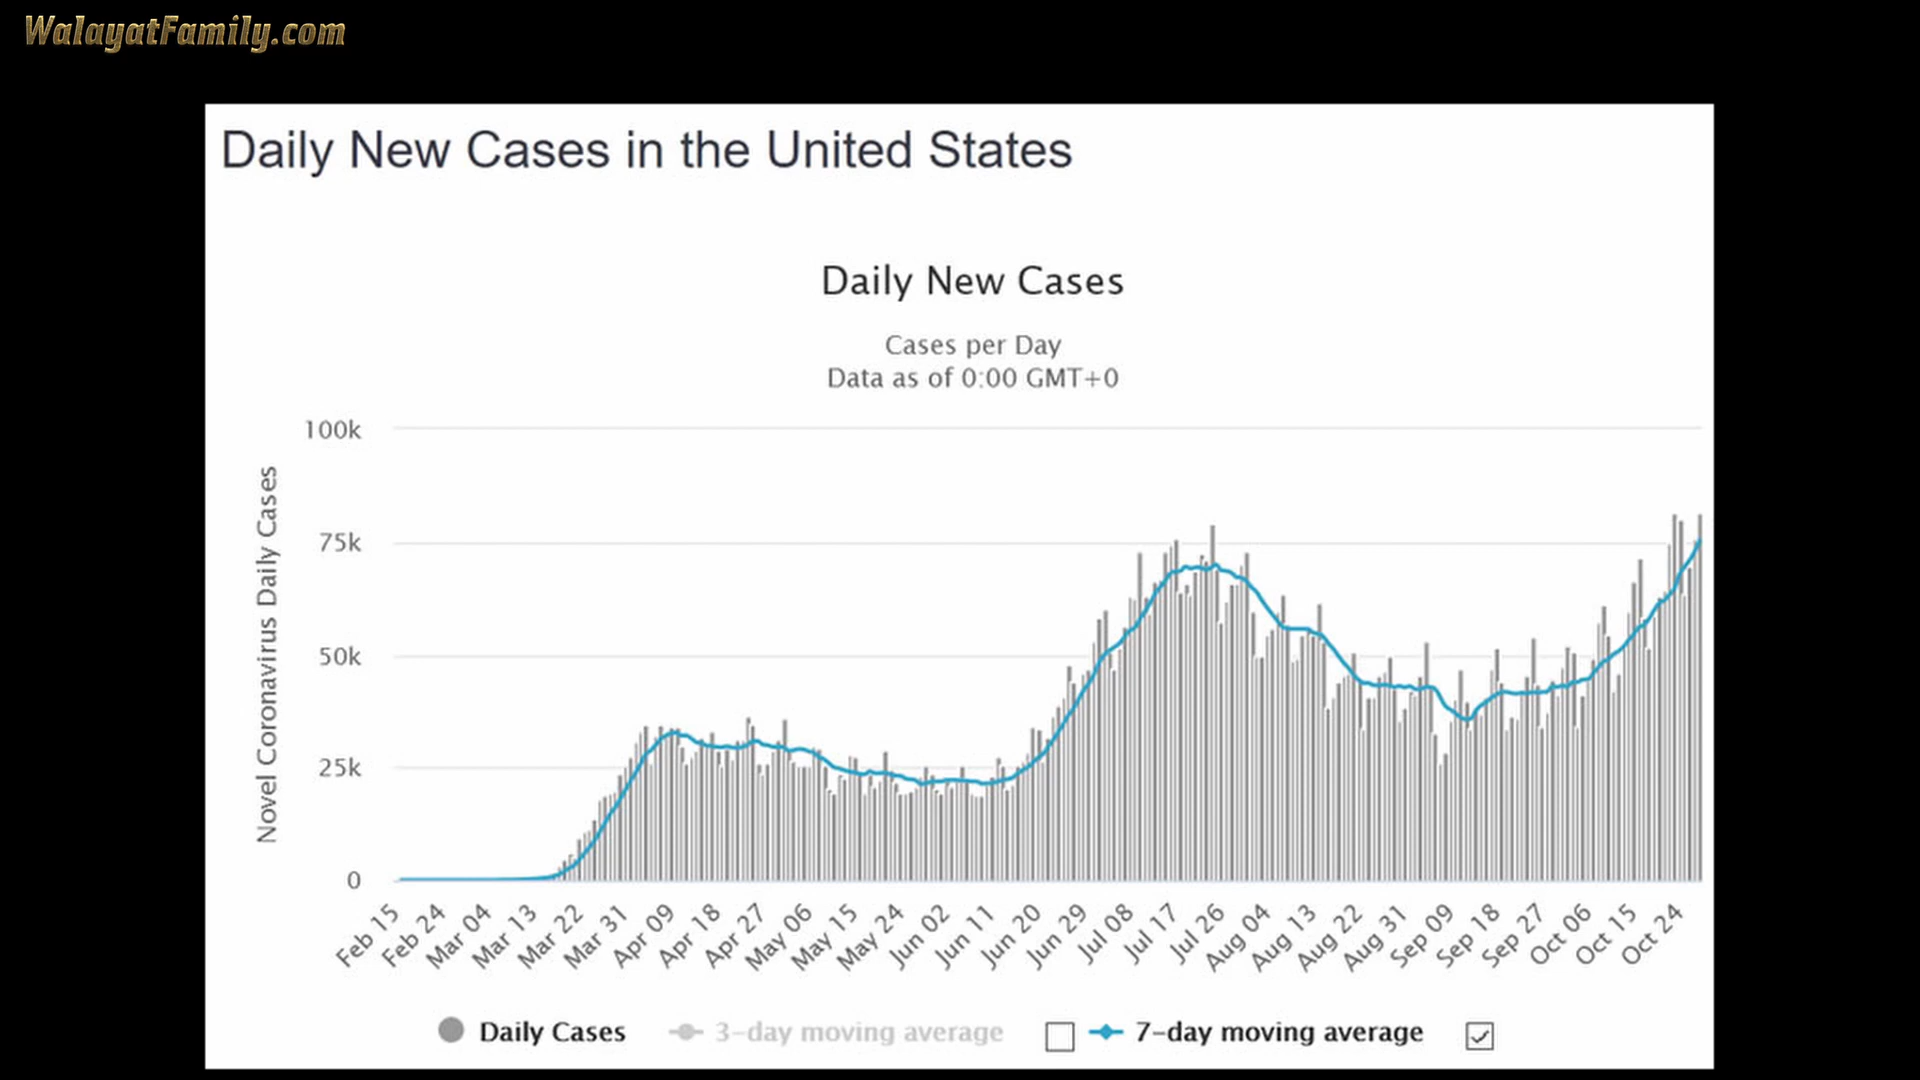 WalayatFamily.com
Daily New Cases in the United States
Daily New Cases
Cases per Day
Data as of 0:00 GMT+0
Novel Coronavirus Daily Cases
100k
75k
50k
25k
0
Feb 15
Feb 24
Mar 04
Mar 13
Mar 22
Mar 31
Apr 09
Apr 18
Apr 27
May 06
May 15
May 24
Jun 02
Jun 11
Jun 20
Jun 29
Jul 08
Jul 17
Jul 26
Aug 04
Aug 13
Aug 22
Aug 31
Sep 09
Sep 18
Sep 27
Oct 06
Oct 15
Oct 24
Daily Cases 3-day moving average 7-day moving average